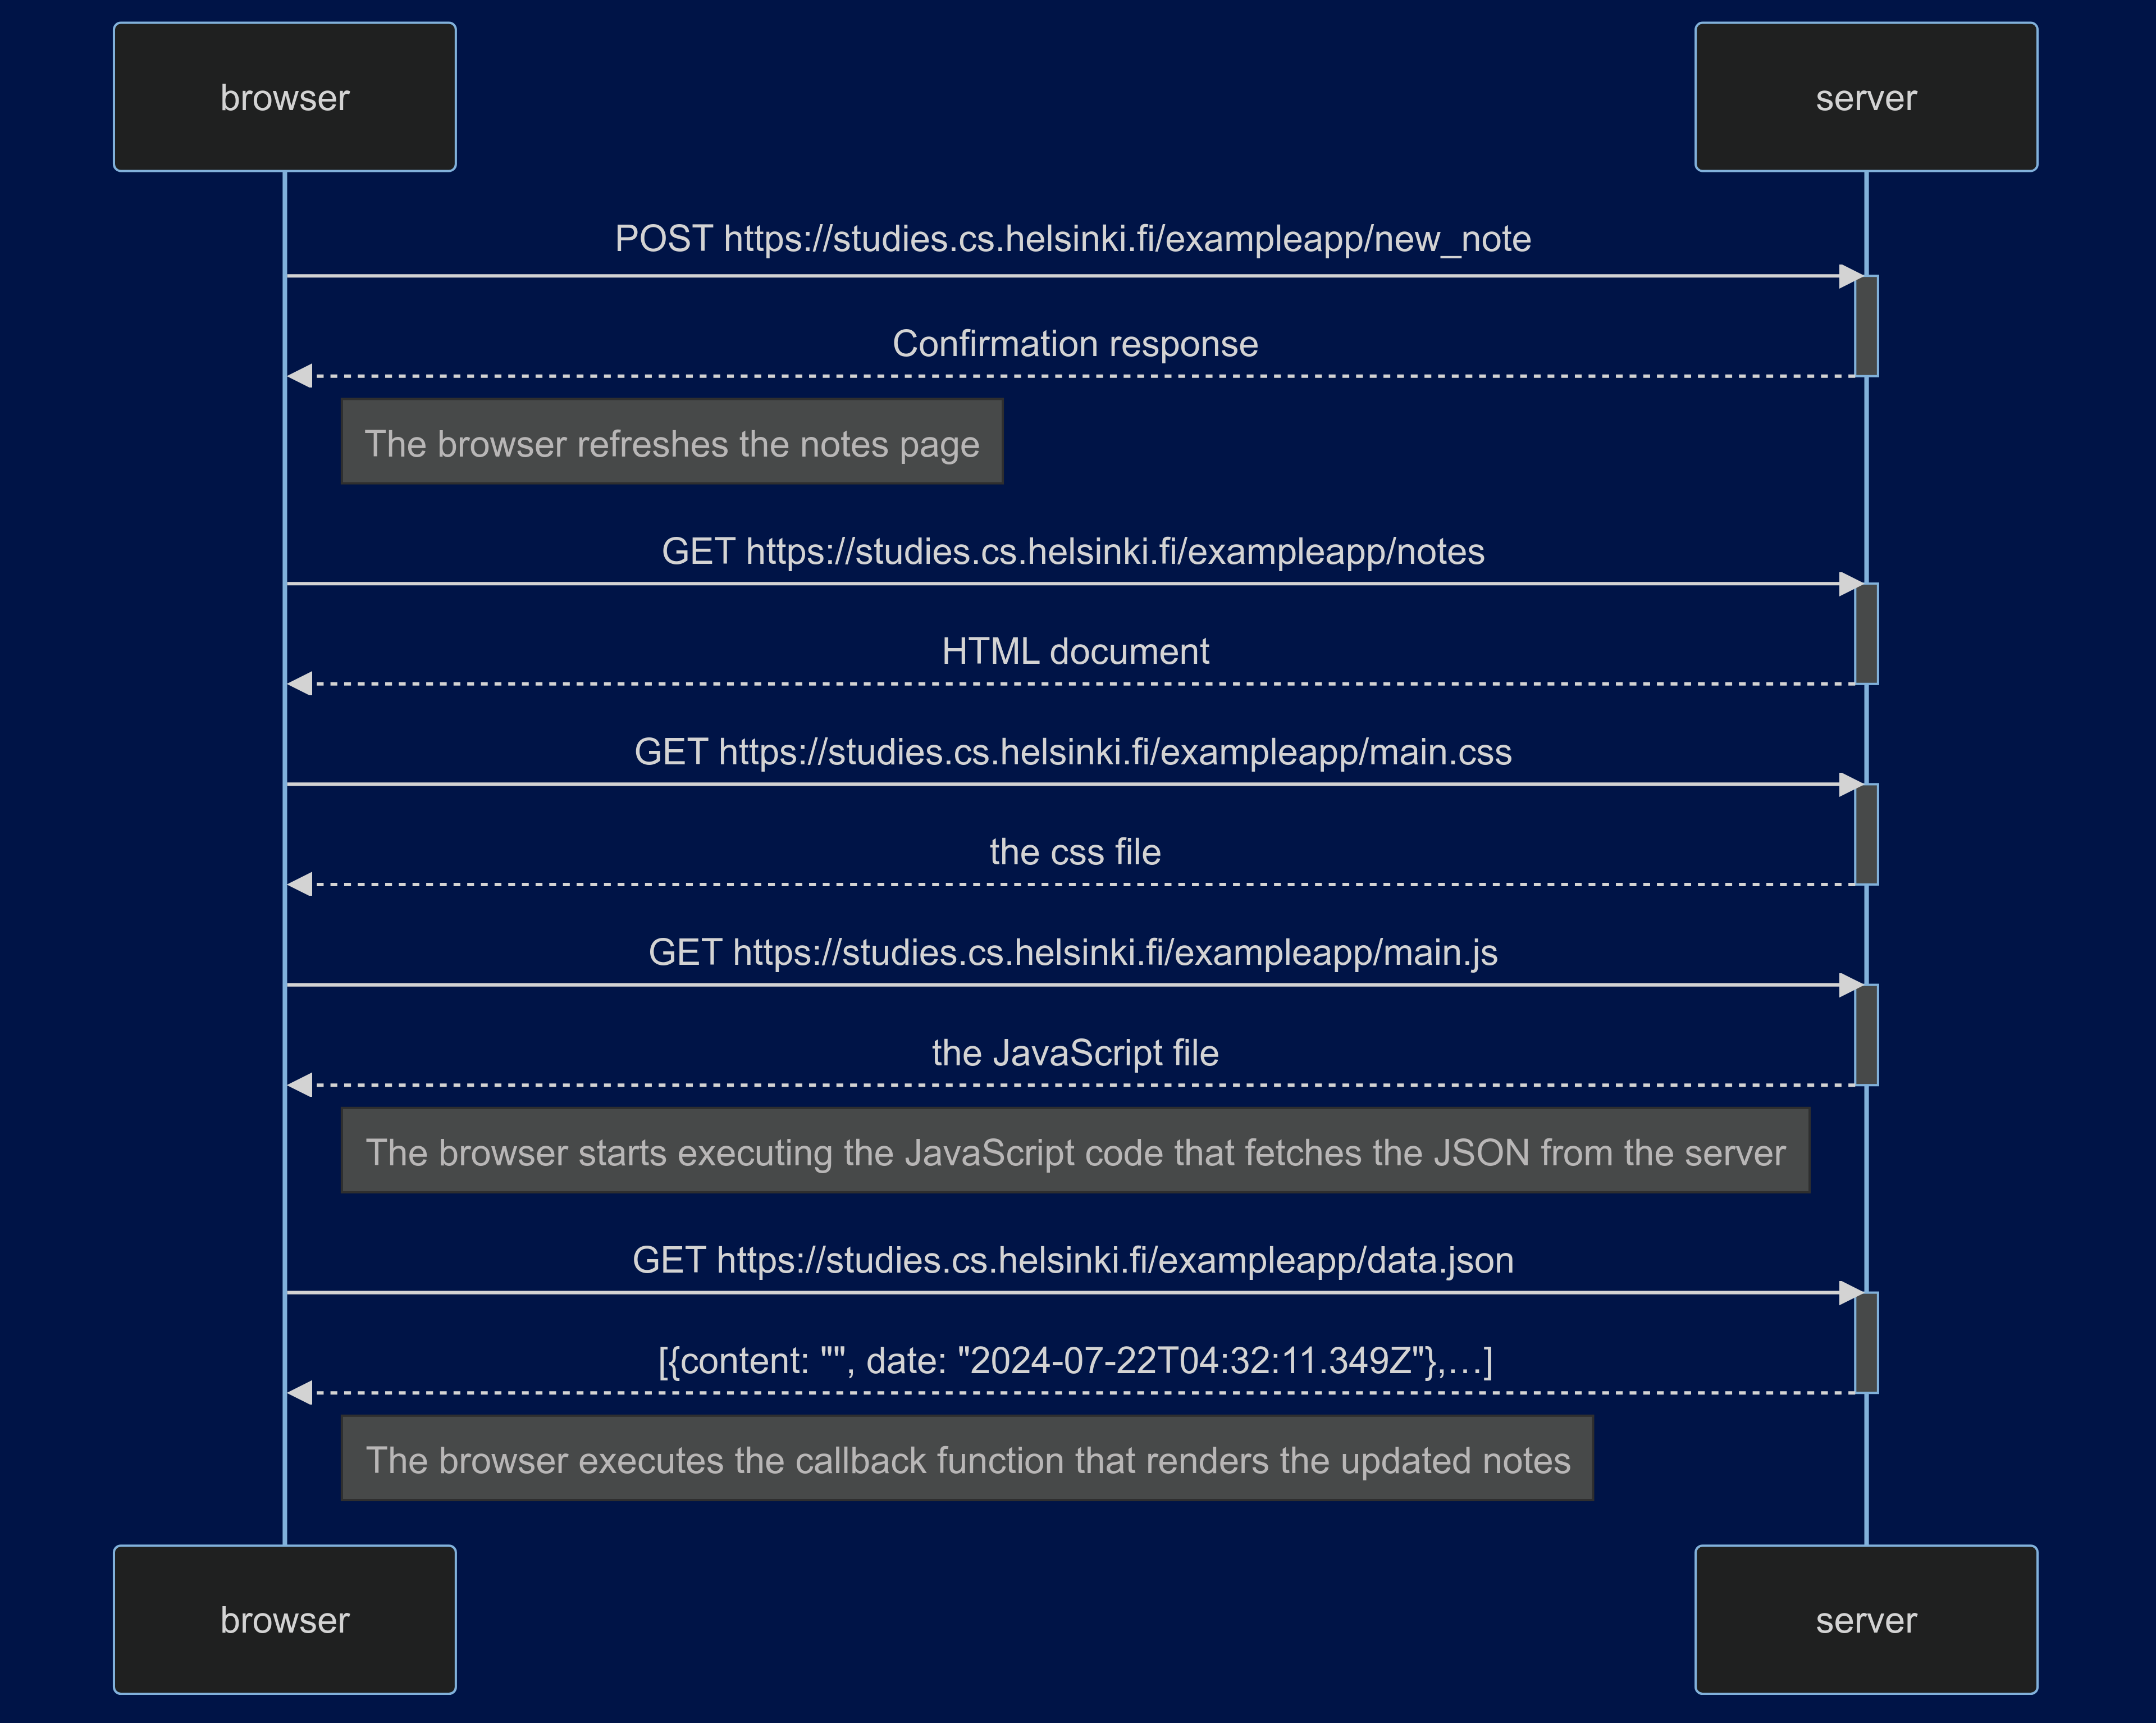 browser
server
POST https://studies.cs.helsinki.fi/exampleapp/new_note
Confirmation response
The browser refreshes the notes page
GET https://studies.cs.helsinki.fi/exampleapp/notes
HTML document
GET https://studies.cs.helsinki.fi/exampleapp/main.css
the css file
GET https://studies.cs.helsinki.fi/exampleapp/main.js
the JavaScript file
The browser starts executing the JavaScript code that fetches the JSON from the server
GET https://studies.cs.helsinki.fi/exampleapp/data.json
[{content: "", date: "2024-07-22T04:32:11.349Z"},…]
The browser executes the callback function that renders the updated notes
browser
server